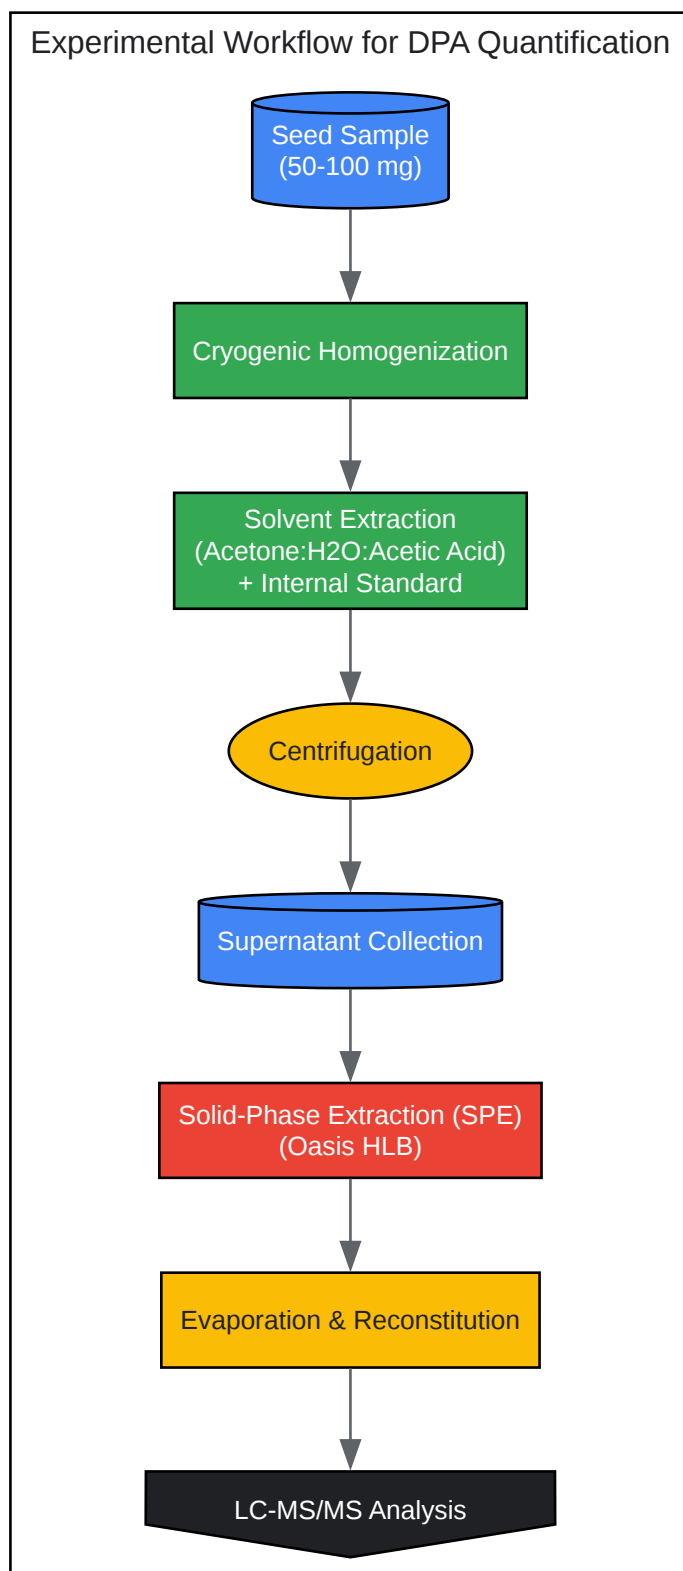 Experimental Workflow for DPA Quantification
Seed Sample
(50-100 mg)
Cryogenic Homogenization
Solvent Extraction
(Acetone:H2O:Acetic Acid)
+ Internal Standard
Centrifugation
Supernatant Collection
Solid-Phase Extraction (SPE)
(Oasis HLB)
Evaporation & Reconstitution
LC-MS/MS Analysis